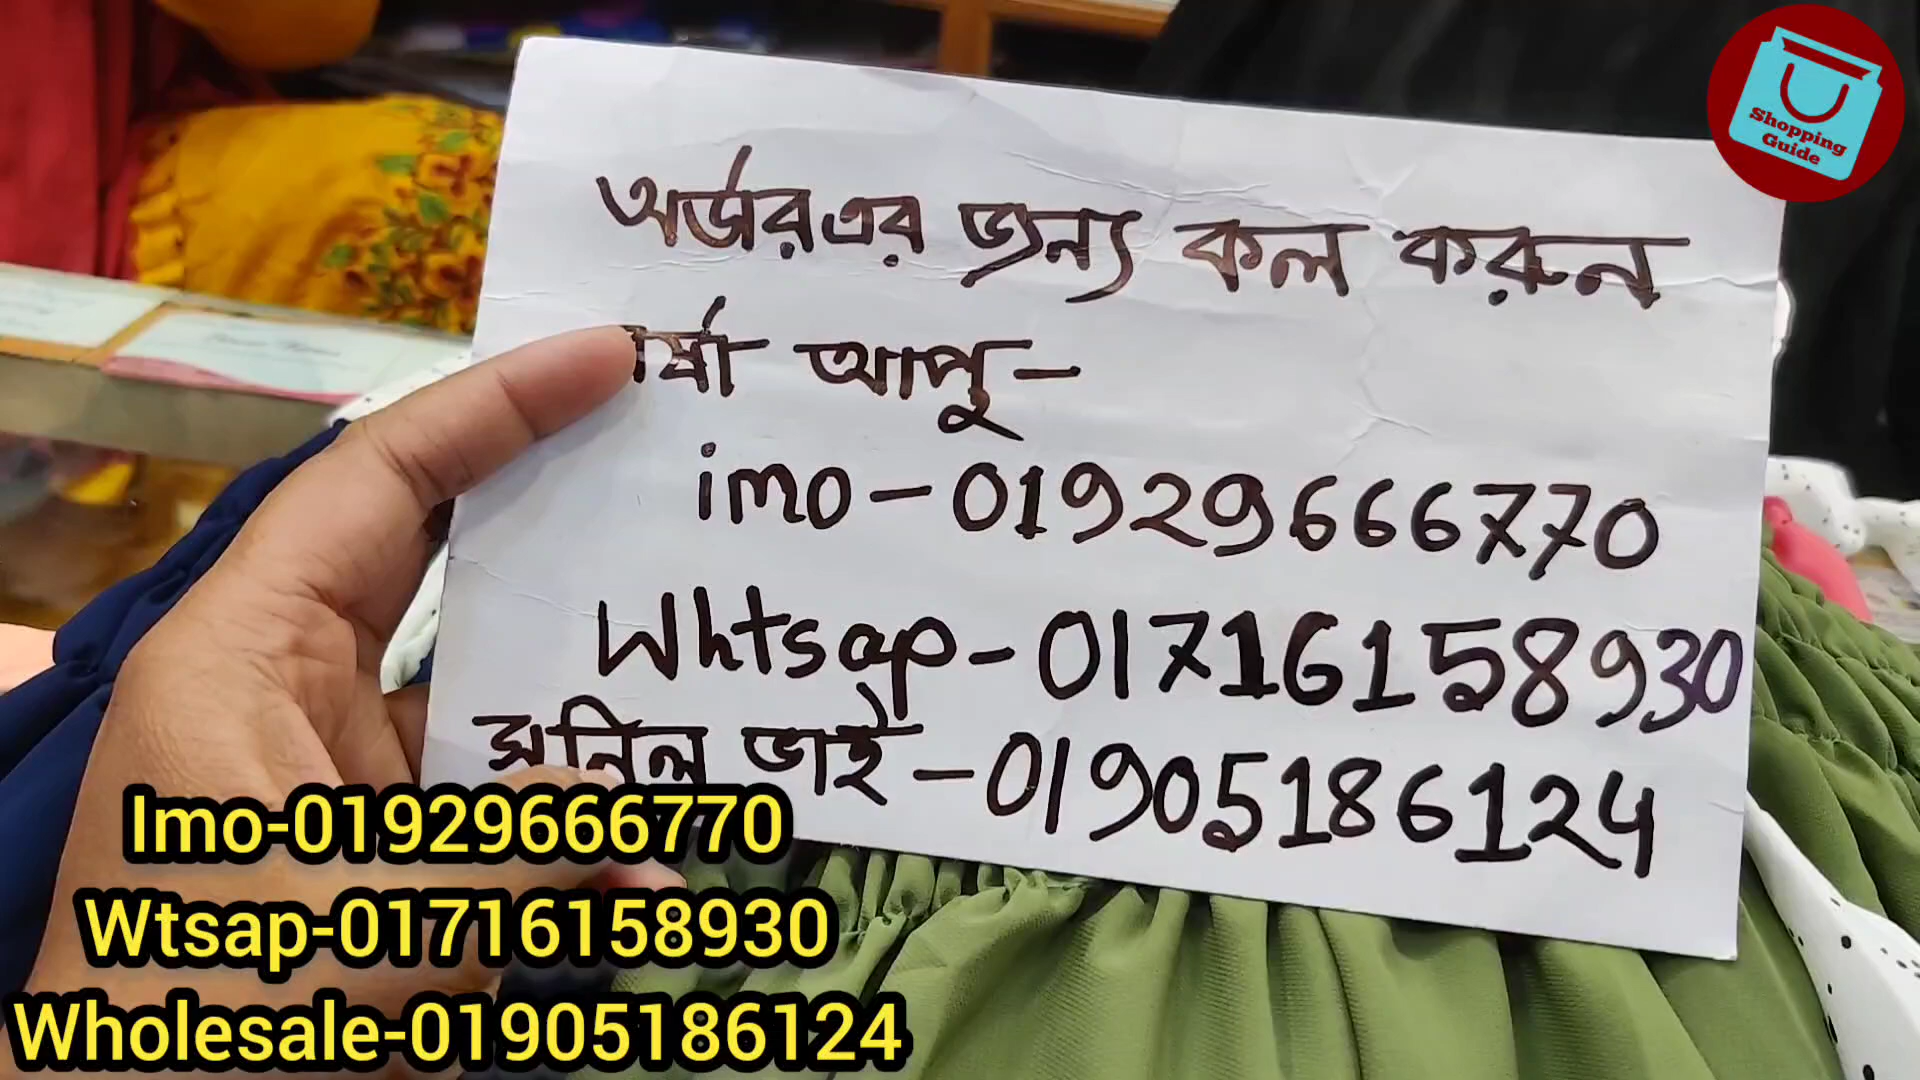 Shopping
Guide
অর্ডারএর জন্য কল করুন
আপু-
imo-01929666770
Whtsap-01716158930
ভাই-01905186124
Imo-01929666770
Wtsap-01716158930
Wholesale-01905186124